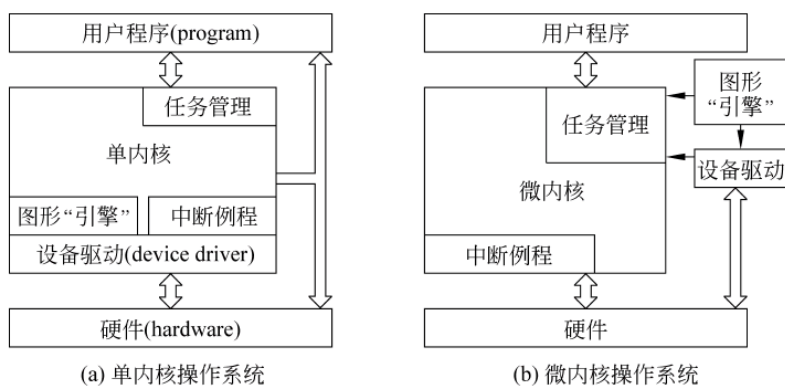 用户程序(program)
任务管理
单内核
图形“引擎”
中断例程
设备驱动(device driver)
硬件(hardware)
(a) 单内核操作系统
用户程序
图形
“引擎”
任务管理
设备驱动
微内核
中断例程
硬件
(b) 微内核操作系统